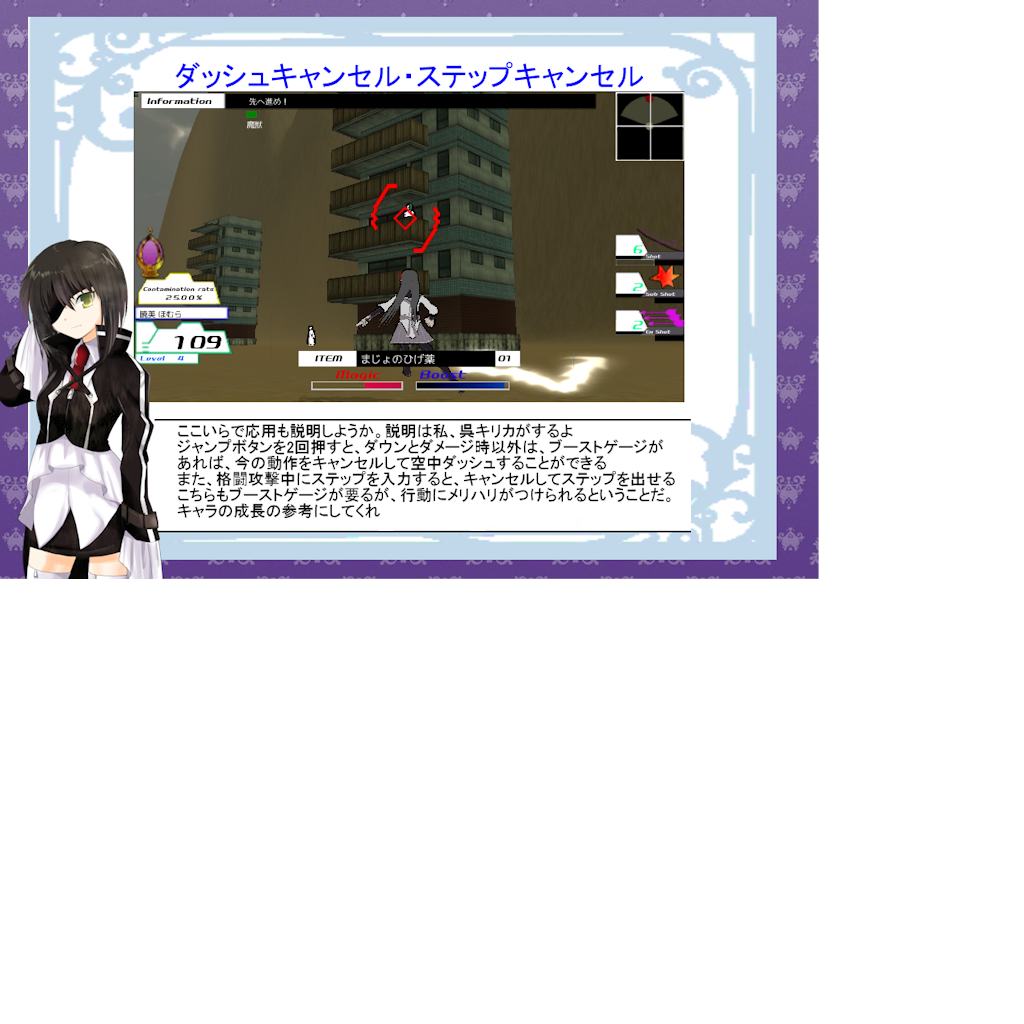 ダッシュキャンセル・ステップキャンセル
Information
先へ進め！
魔獣
Contamination rate
25.00%
暁美 ほむら
109
Level 4
6
Shot
2
Sub Shot
2
Ex Shot
ITEM まじょのひげ薬 01
Magic Boost
ここいらで応用も説明しようか。説明は私、呉キリカがするよ
ジャンプボタンを2回押すと、ダウンとダメージ時以外は、ブーストゲージが
あれば、今の動作をキャンセルして空中ダッシュすることができる
また、格闘攻撃中にステップを入力すると、キャンセルしてステップを出せる
こちらもブーストゲージが要るが、行動にメリハリがつけられるということだ。
キャラの成長の参考にしてくれ